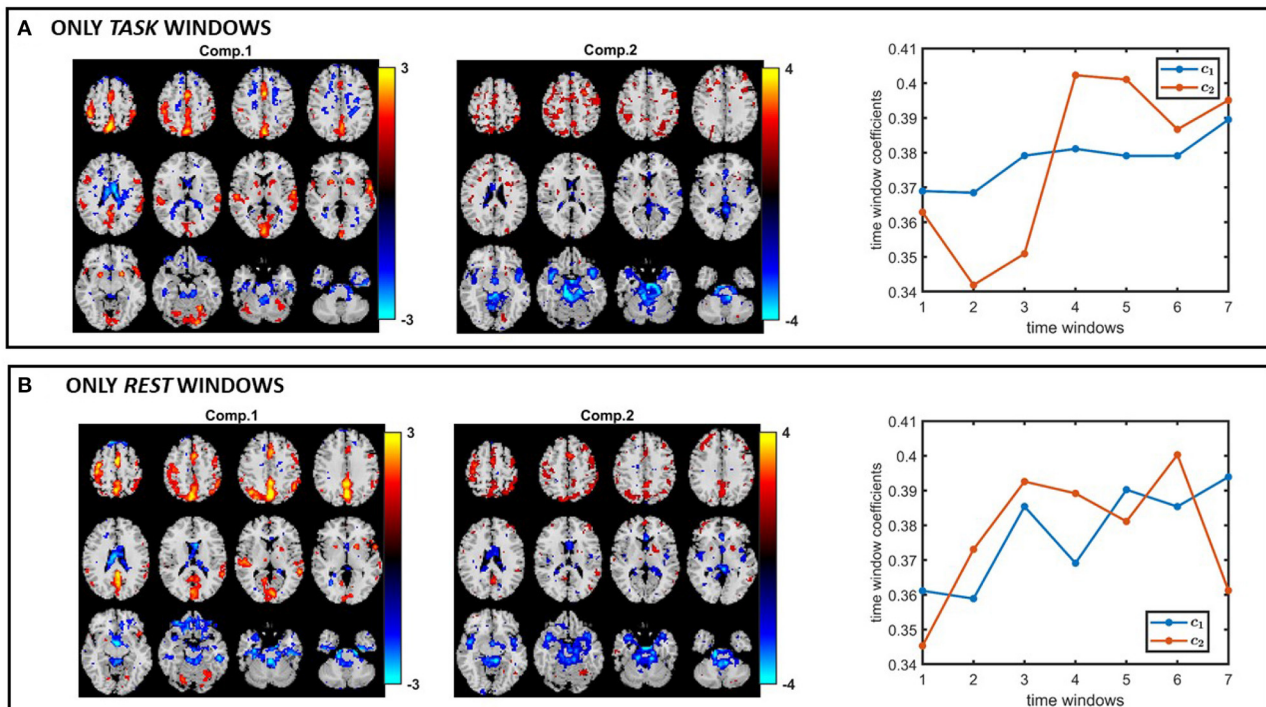 A ONLY TASK WINDOWS
Comp.1
3
-3
Comp.2
4
-4
0.41
0.4
0.39
0.38
0.37
0.36
0.35
0.34
time window coefficients
c1
c2
1 2 3 4 5 6 7
time windows
B ONLY REST WINDOWS
Comp.1
3
-3
Comp.2
4
-4
0.41
0.4
0.39
0.38
0.37
0.36
0.35
0.34
time window coefficients
c1
c2
1 2 3 4 5 6 7
time windows